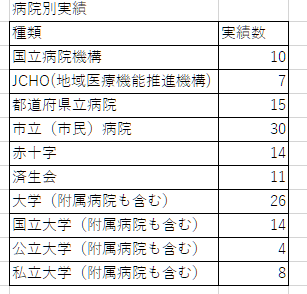 病院別実績
種類 実績数
国立病院機構 10
JCHO(地域医療機能推進機構) 7
都道府県立病院 15
市立（市民）病院 30
赤十字 14
済生会 11
大学（附属病院も含む） 26
国立大学（附属病院も含む） 14
公立大学（附属病院も含む） 4
私立大学（附属病院も含む） 8